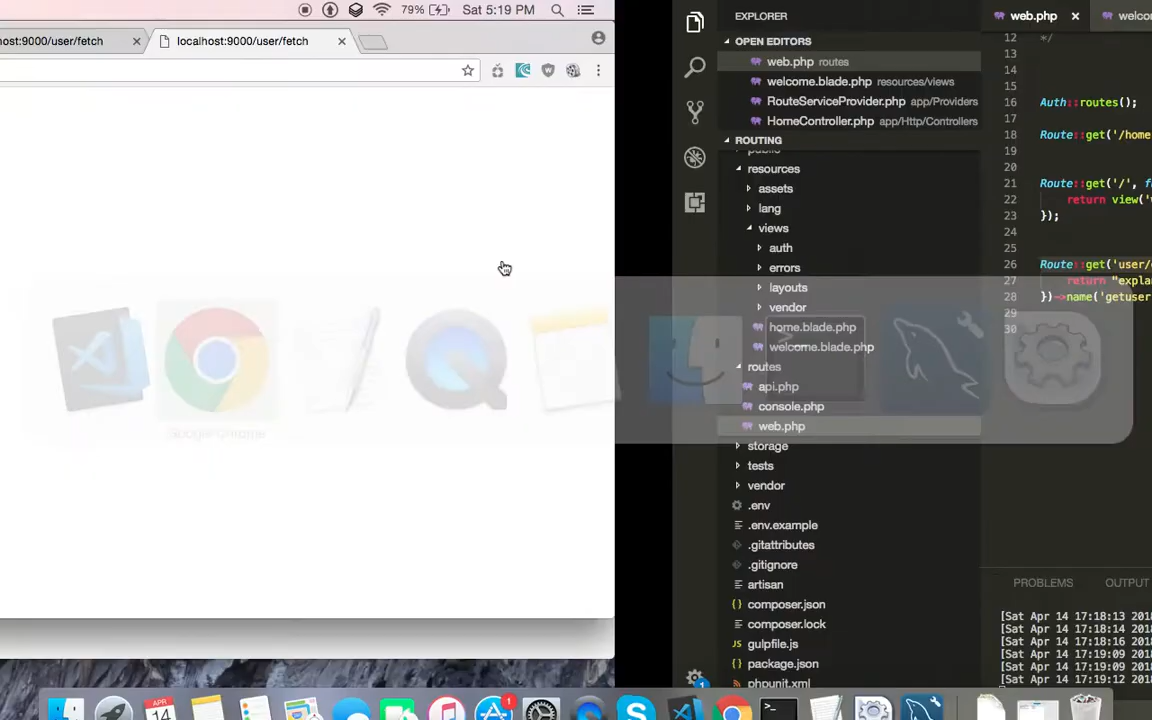 79%
Sat 5:19 PM
ost:9000/user/fetch
localhost:9000/user/fetch
Google Chrome
APR
14
1
EXPLORER
OPEN EDITORS
web.php routes
welcome.blade.php resources/views
RouteServiceProvider.php app/Providers
HomeController.php app/Http/Controllers
ROUTING
public
resources
assets
lang
views
auth
errors
layouts
vendor
home.blade.php
welcome.blade.php
routes
api.php
console.php
web.php
storage
tests
vendor
.env
.env.example
.gitattributes
.gitignore
artisan
composer.json
composer.lock
gulpfile.js
package.json
phpunit.xml
1
web.php
welco
12 */
13
14
15
16 Auth::routes();
17
18 Route::get('/home
19
20
21 Route::get('/', f
22 return view('
23 });
24
25
26 Route::get('user/
27 return "expla
28 })->name('getuser
29
30
PROBLEMS
OUTPUT
[Sat Apr 14 17:18:13 201
[Sat Apr 14 17:18:14 201
[Sat Apr 14 17:19:09 201
[Sat Apr 14 17:19:09 201
[Sat Apr 14 17:19:12 201